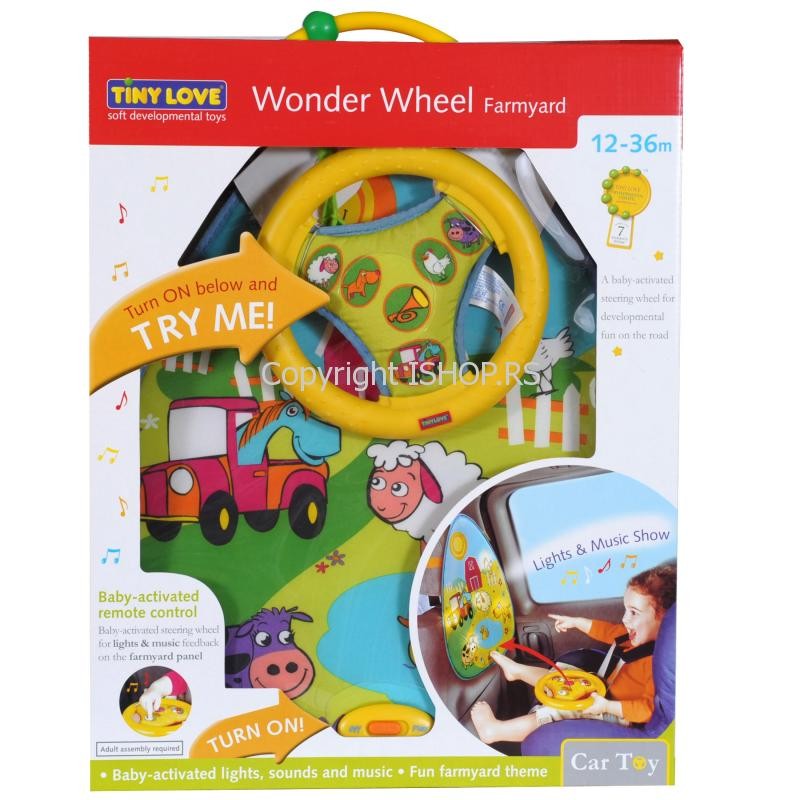 TINY LOVE
soft developmental toys
Wonder Wheel Farmyard
12-36m
TINY LOVE
7
A baby-activated
steering wheel for
developmental
fun on the road
Turn ON below and
TRY ME!
Copyright ISHOP.RS
TINYLOVE
Lights & Music Show
Baby-activated
remote control
Baby-activated steering wheel
for lights & music feedback
on the farmyard panel
Adult assembly required
TURN ON!
• Baby-activated lights, sounds and music • Fun farmyard theme
Car Toy